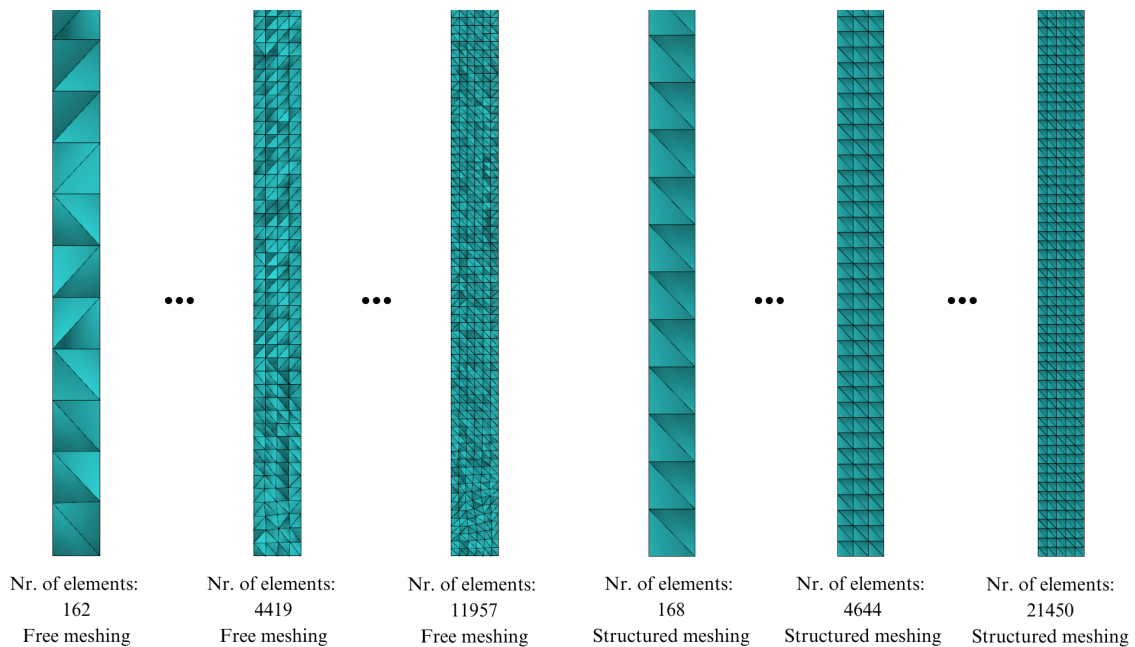 Nr. of elements:
162
Free meshing
Nr. of elements:
4419
Free meshing
Nr. of elements:
11957
Free meshing
Nr. of elements:
168
Structured meshing
Nr. of elements:
4644
Structured meshing
Nr. of elements:
21450
Structured meshing